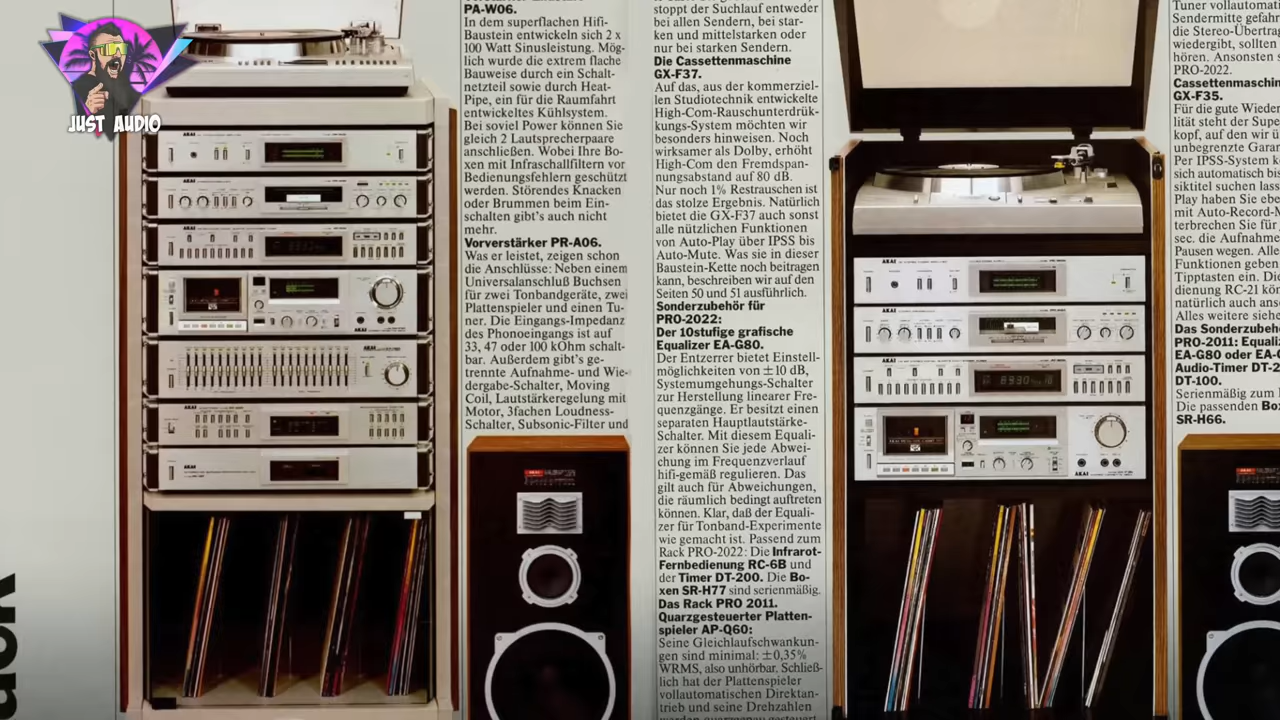 JUST AUDIO
PA-W06.
In dem superflachen Hifi-
Baustein entwickeln sich 2 x
100 Watt Sinusleistung. Mög-
lich wurde die extrem flache
Bauweise durch ein Schalt-
netzteil sowie durch Heat-
Pipe, ein für die Raumfahrt
entwickeltes Kühlsystem.
Bei soviel Power können Sie
gleich 2 Lautsprecherpaare
anschließen. Wobei Ihre Bo-
xen mit Infraschallfiltern vor
Bedienungsfehlern geschützt
werden. Störendes Knacken
oder Brummen beim Ein-
schalten gibt's auch nicht
mehr.
Vorverstärker PR-A06.
Was er leistet, zeigen schon
die Anschlüsse: Neben einem
Universalanschluß Buchsen
für zwei Tonbandgeräte, zwei
Plattenspieler und einen Tu-
ner. Die Eingangs-Impedanz
des Phonoeingangs ist auf
33, 47 oder 100 kOhm schalt-
bar. Außerdem gibt's ge-
trennte Aufnahme- und Wie-
dergabe-Schalter, Moving
Coil, Lautstärkeregelung mit
Motor, 3fachen Loudness-
Schalter, Subsonic-Filter und
stoppt der Suchlauf entweder
bei allen Sendern, bei star-
ken und mittelstarken oder
nur bei starken Sendern.
Die Cassettenmaschine
GX-F37.
Auf das, aus der kommerziel-
len Studiotechnik entwickelte
High-Com-Rauschunterdrük-
kungs-System möchten wir
besonders hinweisen. Noch
wirksamer als Dolby, erhöht
High-Com den Fremdspan-
nungsabstand auf 80 dB.
Nur noch 1% Restrauschen ist
das stolze Ergebnis. Natürlich
bietet die GX-F37 auch sonst
alle nützlichen Funktionen
von Auto-Play über IPSS bis
Auto-Mute. Was sie in dieser
Baustein-Kette noch beitragen
kann, beschreiben wir auf den
Seiten 50 und 51 ausführlich.
Sonderzubehör für
PRO-2022:
Der 10stufige grafische
Equalizer EA-G80.
Der Entzerrer bietet Einstell-
möglichkeiten von ±10 dB,
Systemumgehungs-Schalter
zur Herstellung linearer Fre-
quenzgänge. Er besitzt einen
separaten Hauptlautstärke-
Schalter. Mit diesem Equali-
zer können Sie jede Abwei-
chung im Frequenzverlauf
hifi-gemäß regulieren. Das
gilt auch für Abweichungen,
die räumlich bedingt auftreten
können. Klar, daß der Equali-
zer für Tonband-Experimente
wie gemacht ist. Passend zum
Rack PRO-2022: Die Infrarot-
Fernbedienung RC-6B und
der Timer DT-200. Die Bo-
xen SR-H77 sind serienmäßig.
Das Rack PRO 2011.
Quarzgesteuerter Platten-
spieler AP-Q60:
Seine Gleichlaufschwankun-
gen sind minimal: ±0,35%
WRMS, also unhörbar. Schließ-
lich hat der Plattenspieler
vollautomatischen Direktan-
trieb und seine Drehzahlen
Tuner vollautomat
Sendermitte gefah
die Stereo-Übertra
wiedergibt, sollten
hören. Ansonsten s
PRO-2022.
Cassettenmaschin
GX-F35.
Für die gute Wieder
lität steht der Supe
kopf, auf den wir u
unbegrenzte Garan
Per IPSS-System k
sich automatisch bis
siktitel suchen lass
Play haben Sie ebe
mit Auto-Record-M
terbrechen Sie für
sec. die Aufnahme
Pausen wegen. Alle
Funktionen geben
Tipptasten ein. Die
dienung RC-21 kön
natürlich auch ans
Alles weitere siehe
Das Sonderzubehö
PRO-2011: Equaliz
EA-G80 oder EA-
Audio-Timer DT-2
DT-100.
Serienmäßig zum
Die passenden Bo
SR-H66.
AKAI
AKAI
AKAI
AKAI
AKAI
AKAI
AKAI
AKAI
AKAI
AKAI
AKAI
8930